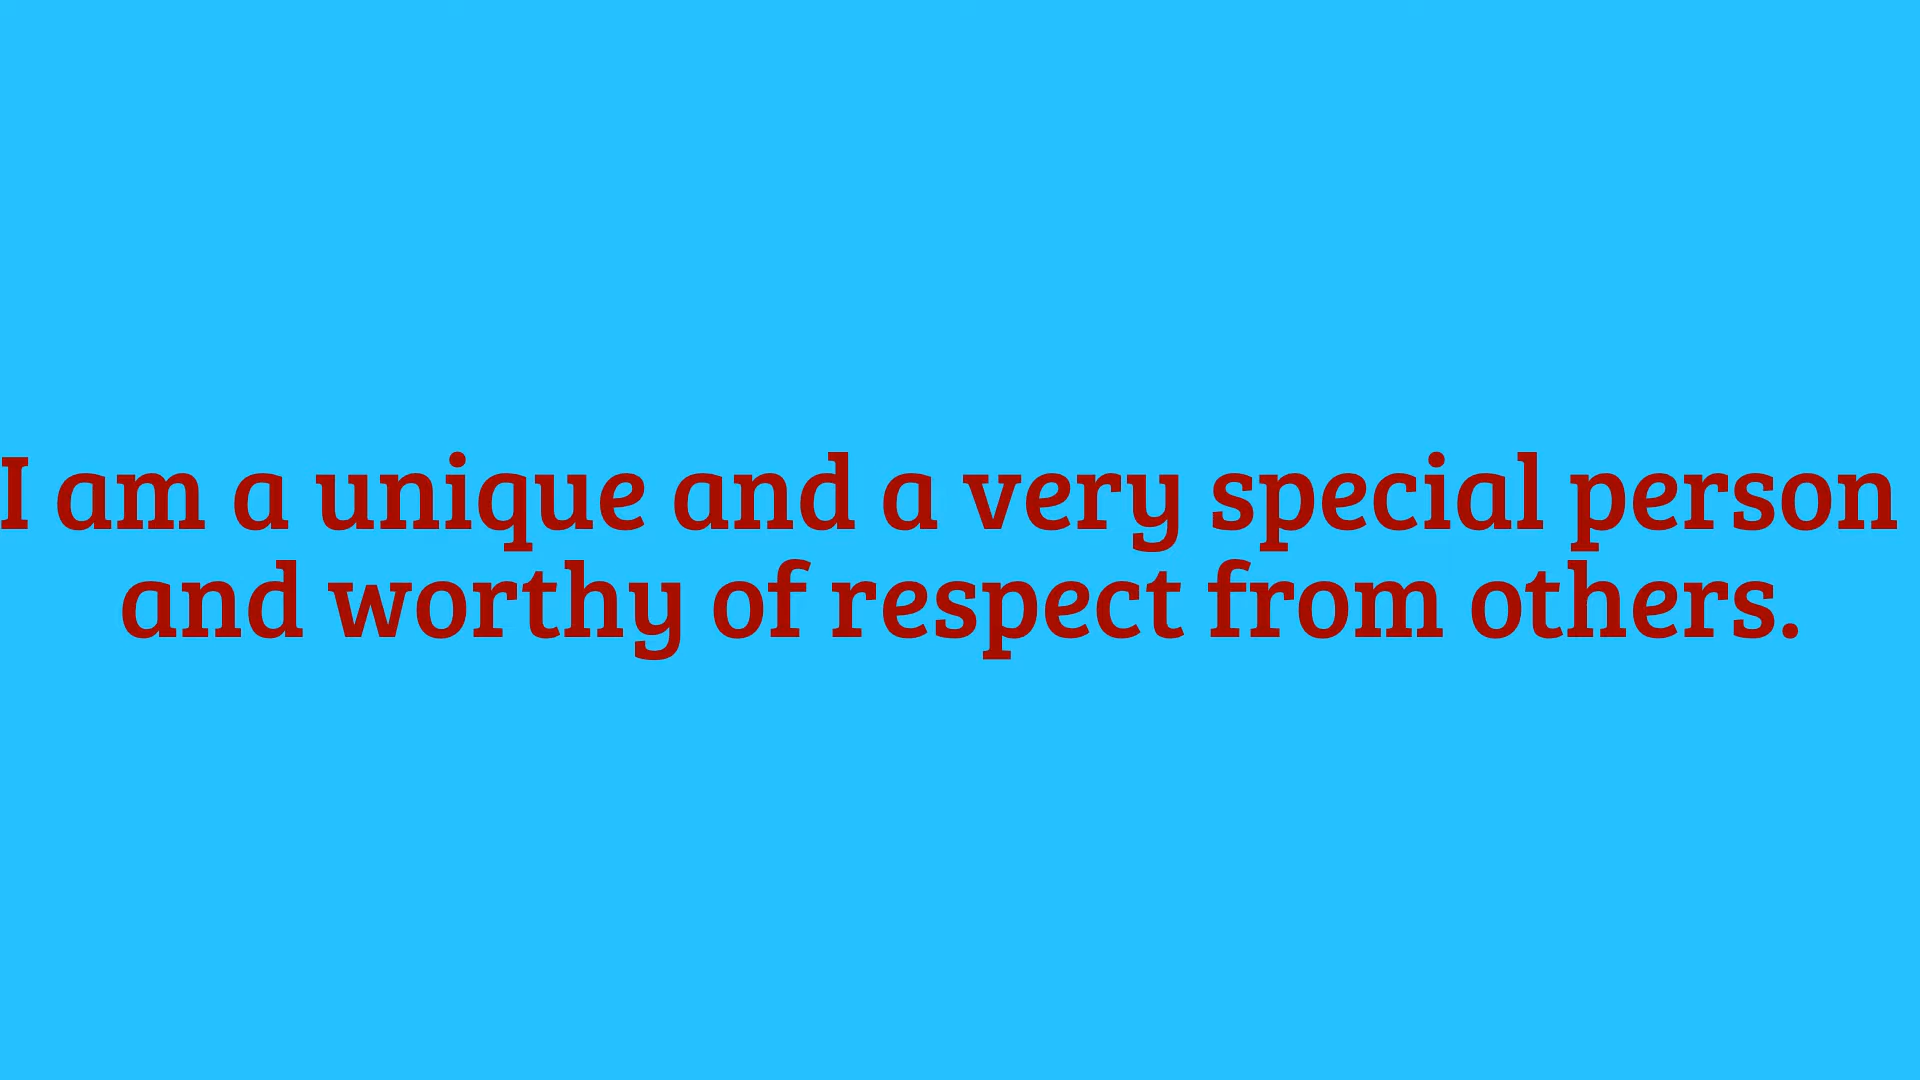 I am a unique and a very special person
and worthy of respect from others.